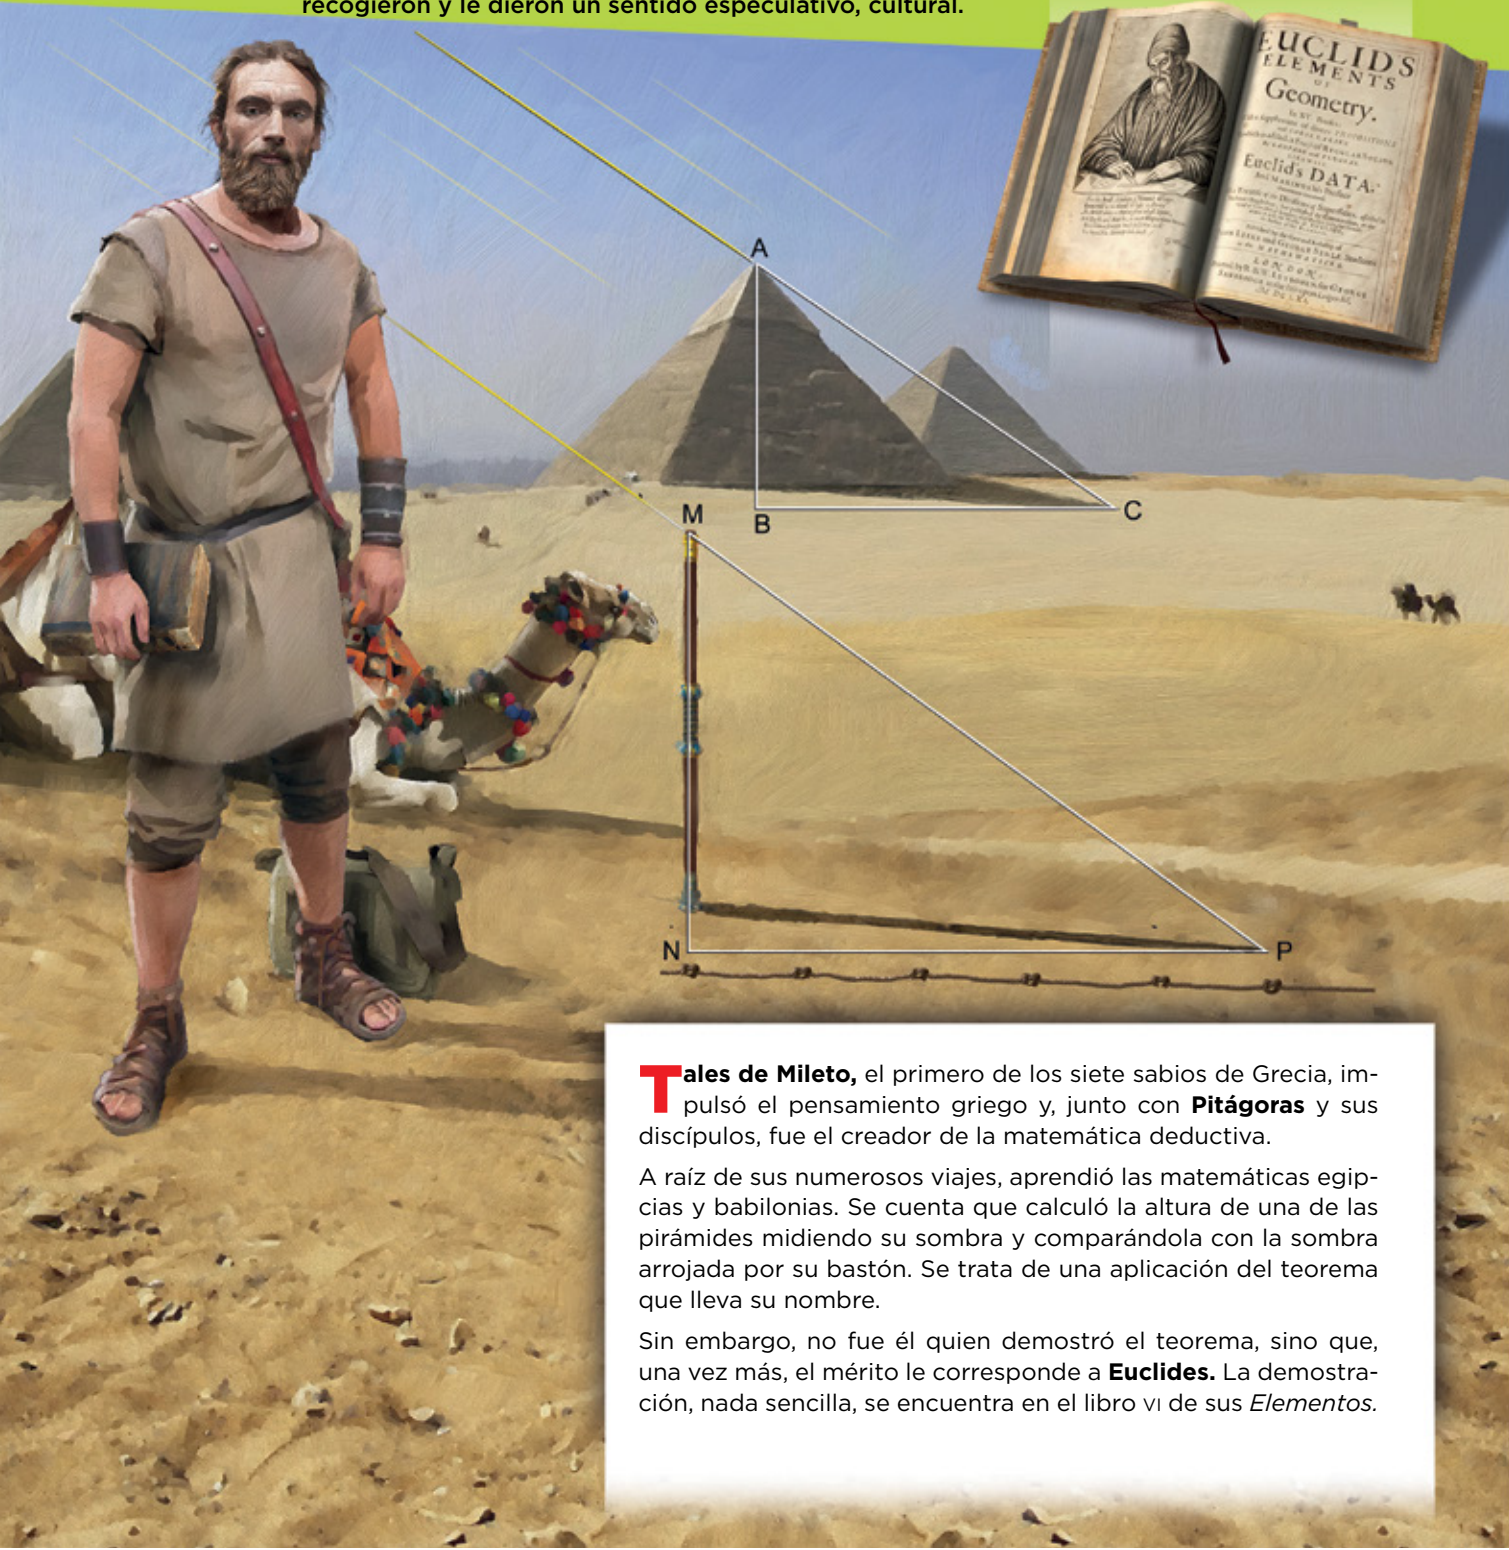 recogieron y le dieron un sentido especulativo, cultural.
EUCLIDS
ELEMENTS
OF
Geometry.
Euclid's DATA;
LONDON:
A
B
C
M
N
P
Tales de Mileto, el primero de los siete sabios de Grecia, im-
pulsó el pensamiento griego y, junto con Pitágoras y sus
discípulos, fue el creador de la matemática deductiva.
A raíz de sus numerosos viajes, aprendió las matemáticas egip-
cias y babilonias. Se cuenta que calculó la altura de una de las
pirámides midiendo su sombra y comparándola con la sombra
arrojada por su bastón. Se trata de una aplicación del teorema
que lleva su nombre.
Sin embargo, no fue él quien demostró el teorema, sino que,
una vez más, el mérito le corresponde a Euclides. La demostra-
ción, nada sencilla, se encuentra en el libro VI de sus Elementos.